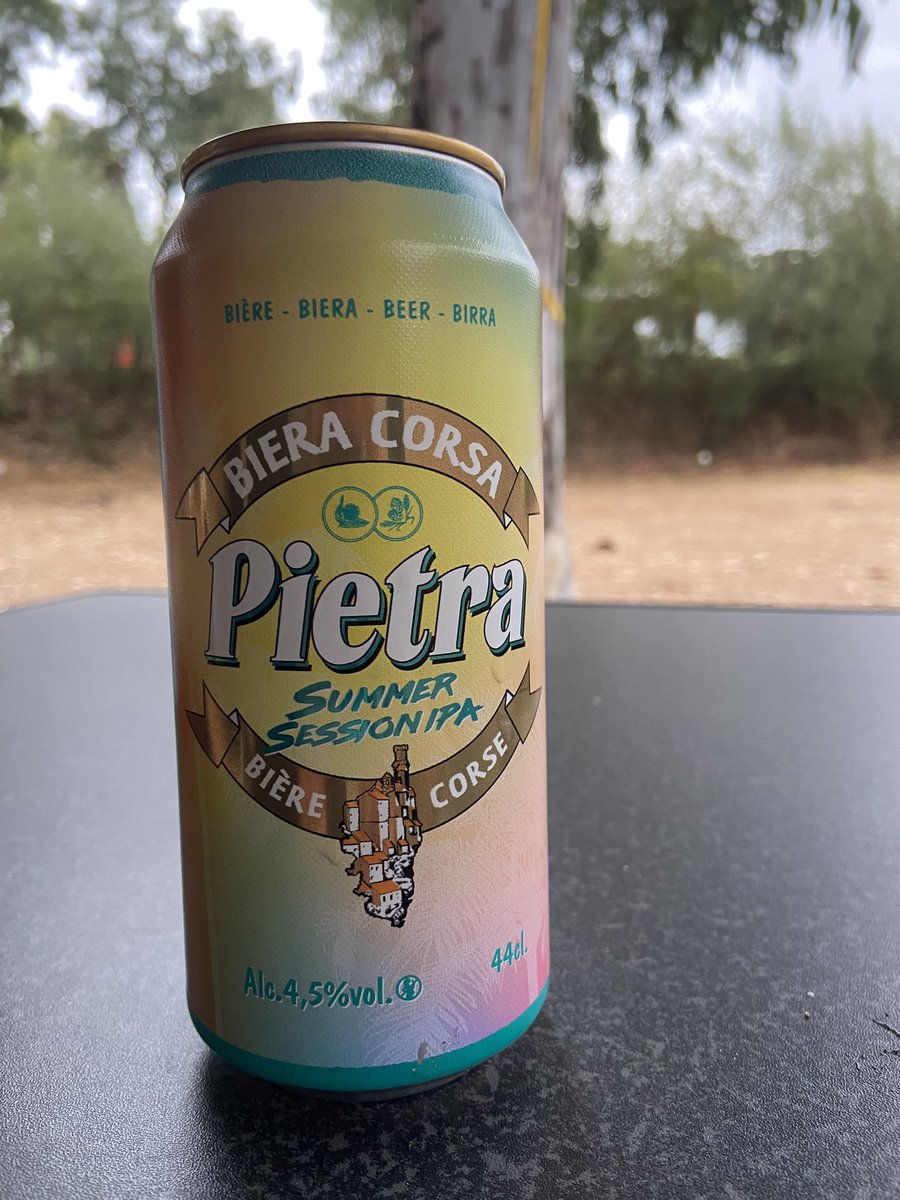 BIÈRE - BIERA - BEER - BIRRA
BIERA CORSA
Pietra
SUMMER
SESSION IPA
BIÈRE CORSE
44cl.
Alc.4,5%vol.